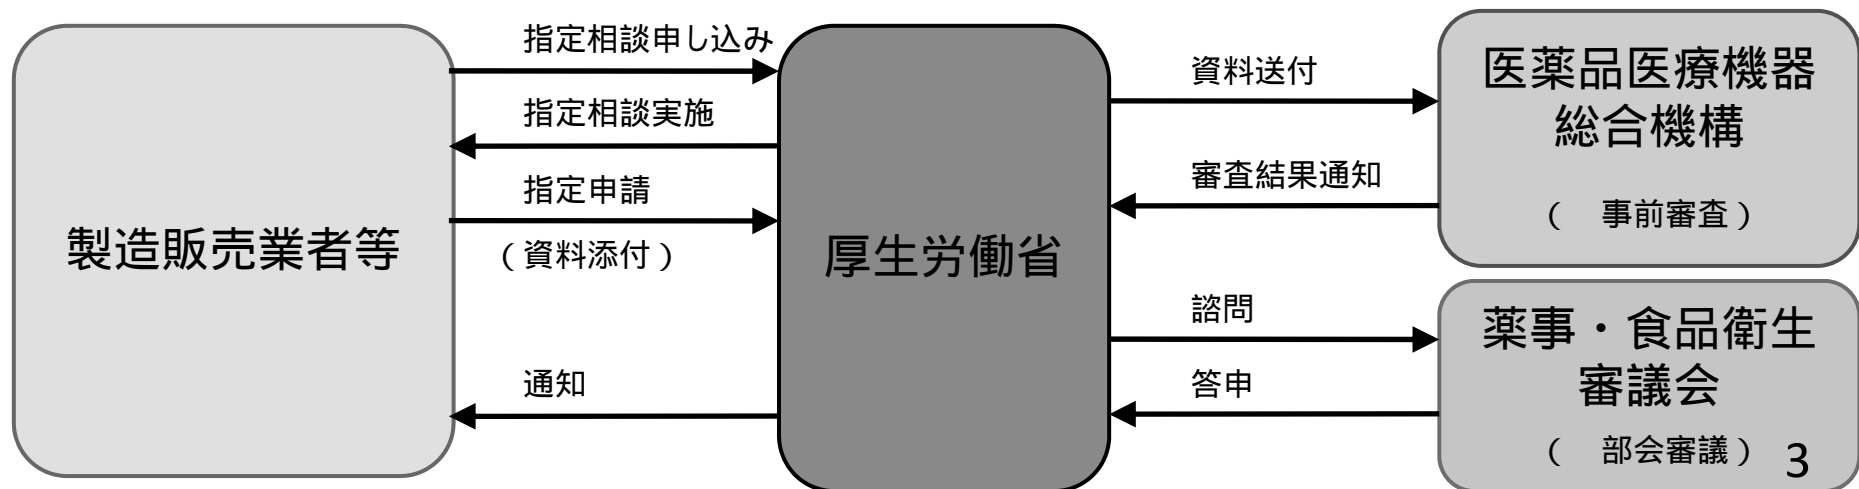 製造販売業者等
指定相談申し込み
指定相談実施
指定申請
（資料添付）
通知
厚生労働省
資料送付
審査結果通知
諮問
答申
医薬品医療機器
総合機構
（　事前審査）
薬事・食品衛生
審議会
（　部会審議）
3